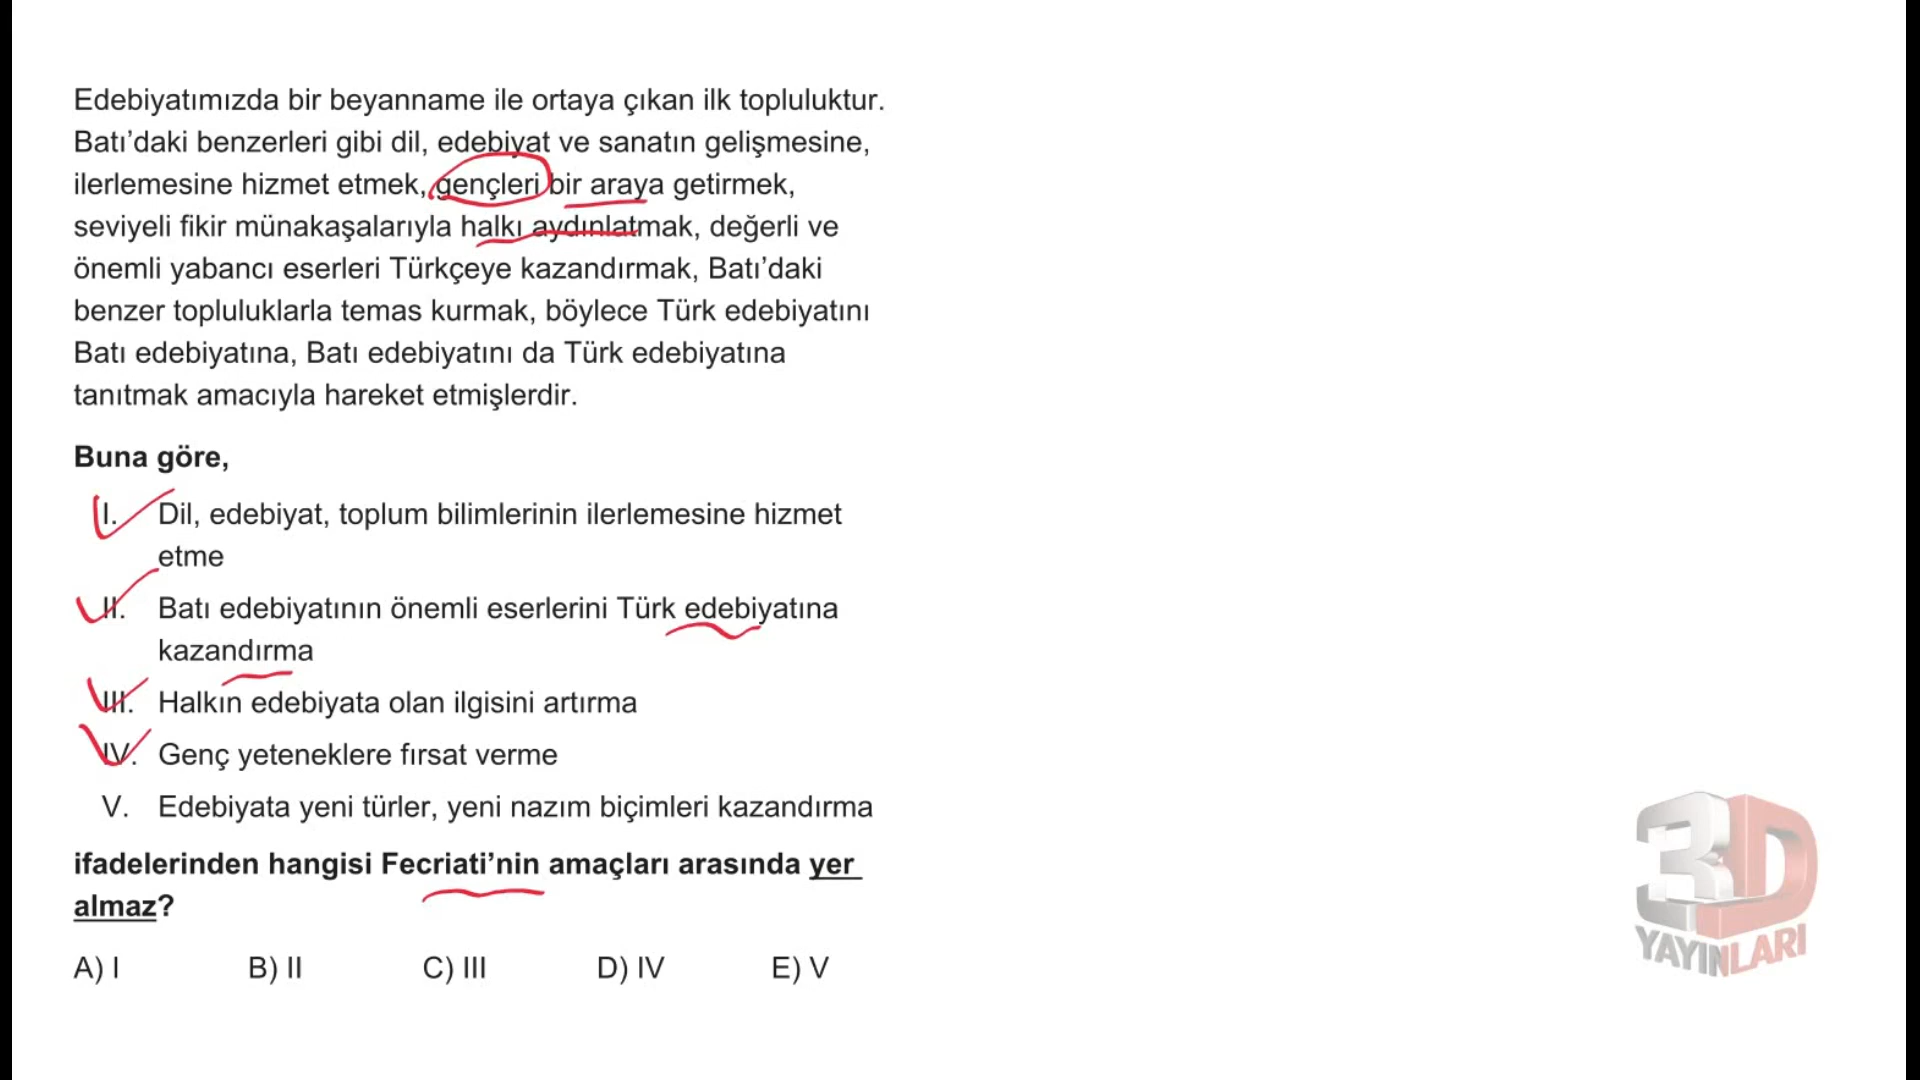 Edebiyatımızda bir beyanname ile ortaya çıkan ilk topluluktur.
Batı’daki benzerleri gibi dil, edebiyat ve sanatın gelişmesine,
ilerlemesine hizmet etmek, gençleri bir araya getirmek,
seviyeli fikir münakaşalarıyla halkı aydınlatmak, değerli ve
önemli yabancı eserleri Türkçeye kazandırmak, Batı’daki
benzer topluluklarla temas kurmak, böylece Türk edebiyatını
Batı edebiyatına, Batı edebiyatını da Türk edebiyatına
tanıtmak amacıyla hareket etmişlerdir.
Buna göre,
I. Dil, edebiyat, toplum bilimlerinin ilerlemesine hizmet
etme
II. Batı edebiyatının önemli eserlerini Türk edebiyatına
kazandırma
III. Halkın edebiyata olan ilgisini artırma
IV. Genç yeteneklere fırsat verme
V. Edebiyata yeni türler, yeni nazım biçimleri kazandırma
ifadelerinden hangisi Fecriati’nin amaçları arasında yer
almaz?
A) I B) II C) III D) IV E) V
3D
YAYINLARI